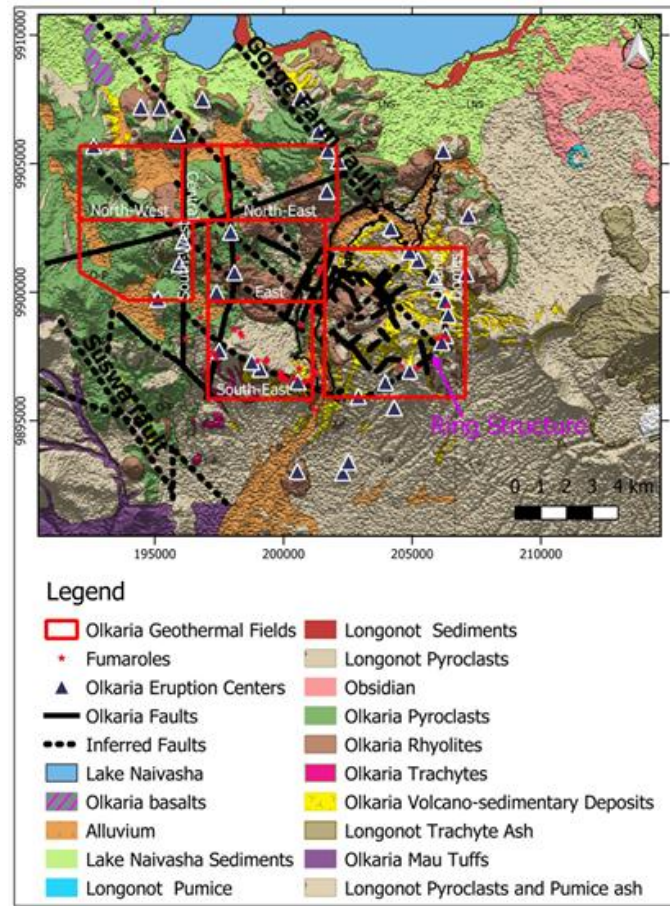 9910000
9905000
9900000
9895000
Gorge Farm Fault
N
North-West
North-East
East
South-East
Suswa fault
Ring Structure
0 1 2 3 4 km
195000 200000 205000 210000
Legend
Olkaria Geothermal Fields
Fumaroles
Olkaria Eruption Centers
Olkaria Faults
Inferred Faults
Lake Naivasha
Olkaria basalts
Alluvium
Lake Naivasha Sediments
Longonot Pumice
Longonot Sediments
Longonot Pyroclasts
Obsidian
Olkaria Pyroclasts
Olkaria Rhyolites
Olkaria Trachytes
Olkaria Volcano-sedimentary Deposits
Longonot Trachyte Ash
Olkaria Mau Tuffs
Longonot Pyroclasts and Pumice ash